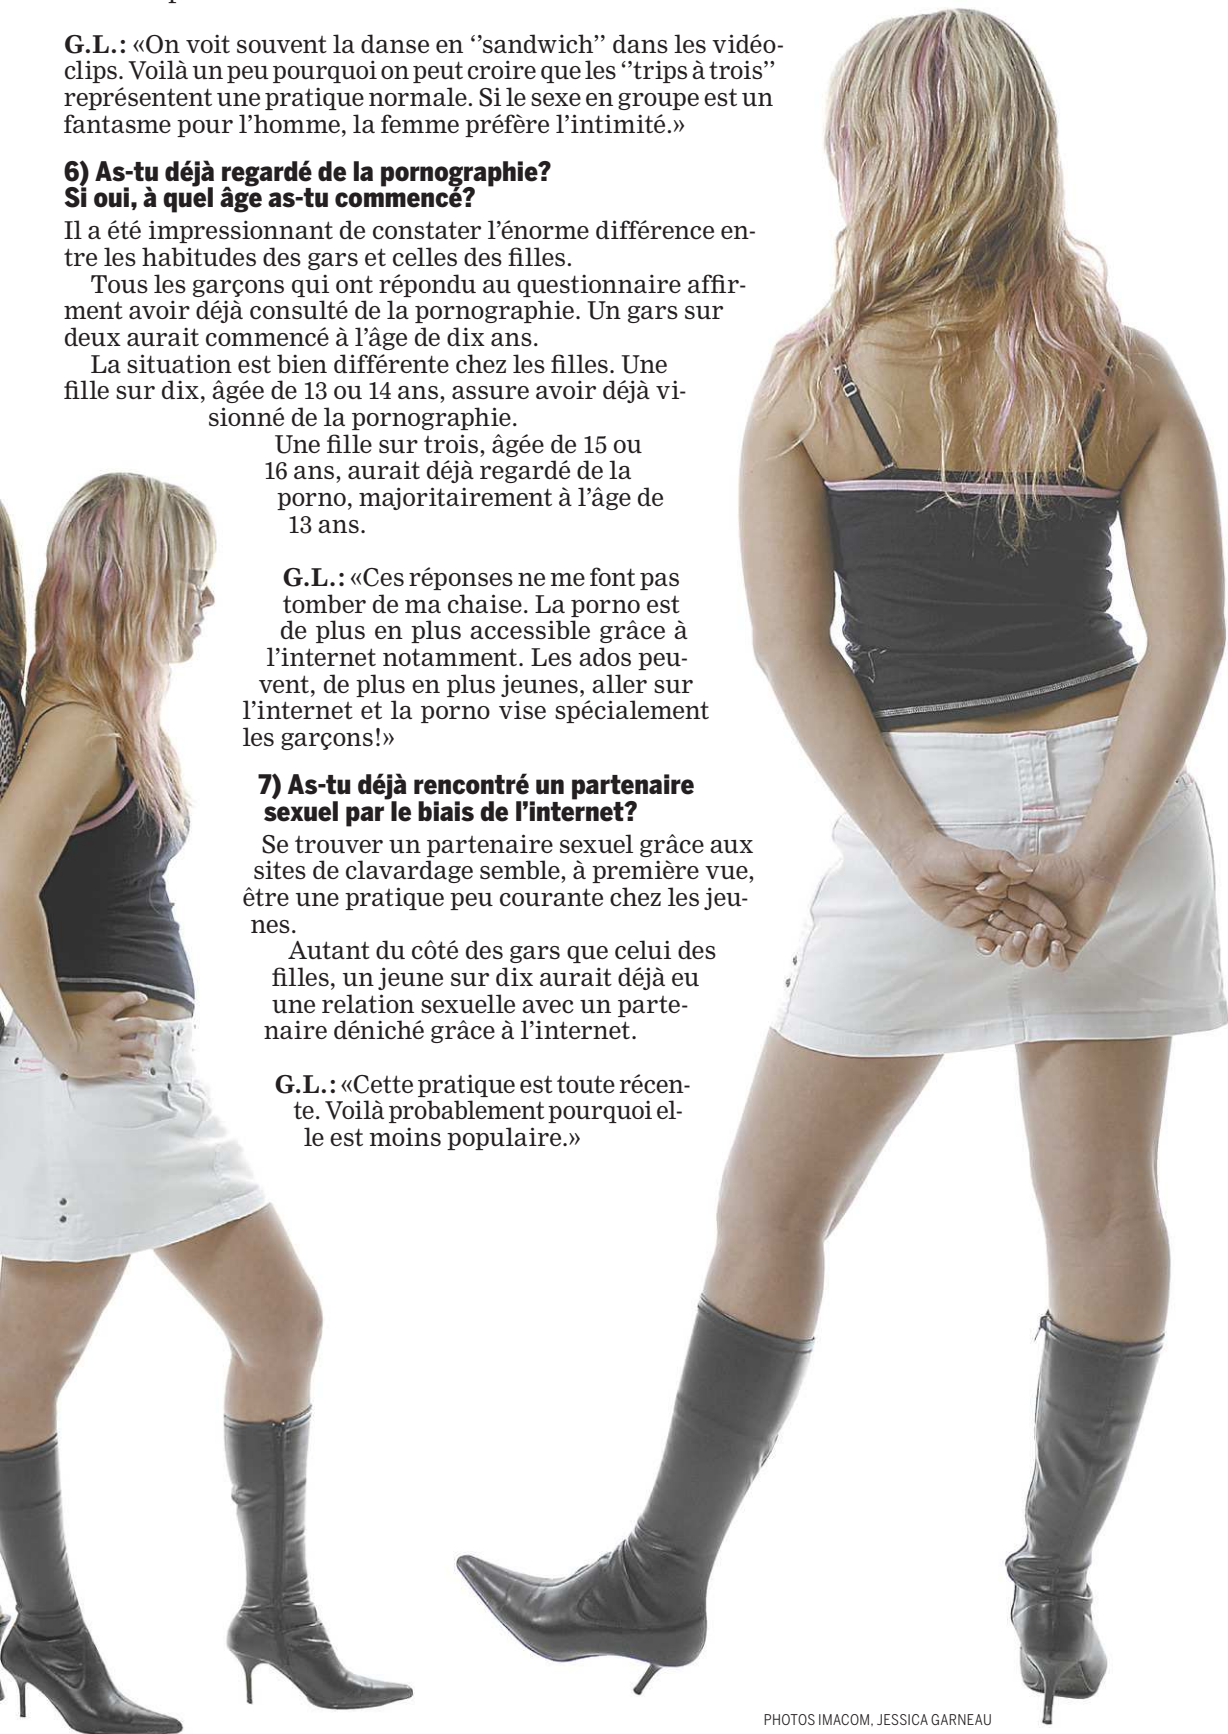 G.L.: «On voit souvent la danse en ‘’sandwich’’ dans les vidéo-
clips. Voilà un peu pourquoi on peut croire que les ‘’trips à trois’’
représentent une pratique normale. Si le sexe en groupe est un
fantasme pour l’homme, la femme préfère l’intimité.»
6) As-tu déjà regardé de la pornographie?
Si oui, à quel âge as-tu commencé?
Il a été impressionnant de constater l’énorme différence en-
tre les habitudes des gars et celles des filles.
Tous les garçons qui ont répondu au questionnaire affir-
ment avoir déjà consulté de la pornographie. Un gars sur
deux aurait commencé à l’âge de dix ans.
La situation est bien différente chez les filles. Une
fille sur dix, âgée de 13 ou 14 ans, assure avoir déjà vi-
sionné de la pornographie.
Une fille sur trois, âgée de 15 ou
16 ans, aurait déjà regardé de la
porno, majoritairement à l’âge de
13 ans.
G.L.: «Ces réponses ne me font pas
tomber de ma chaise. La porno est
de plus en plus accessible grâce à
l’internet notamment. Les ados peu-
vent, de plus en plus jeunes, aller sur
l’internet et la porno vise spécialement
les garçons!»
7) As-tu déjà rencontré un partenaire
sexuel par le biais de l’internet?
Se trouver un partenaire sexuel grâce aux
sites de clavardage semble, à première vue,
être une pratique peu courante chez les jeu-
nes.
Autant du côté des gars que celui des
filles, un jeune sur dix aurait déjà eu
une relation sexuelle avec un parte-
naire déniché grâce à l’internet.
G.L.: «Cette pratique est toute récen-
te. Voilà probablement pourquoi el-
le est moins populaire.»
PHOTOS IMACOM, JESSICA GARNEAU